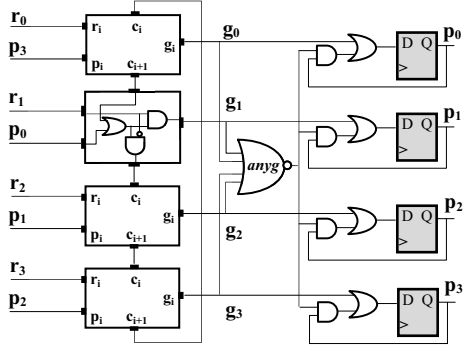 r0 ri ci gi g0 D Q p0
p3 pi ci+1
r1 g1 D Q p1
p0
anyg
r2 ri ci gi g2 D Q p2
p1 pi ci+1
r3 ri ci gi g3 D Q p3
p2 pi ci+1